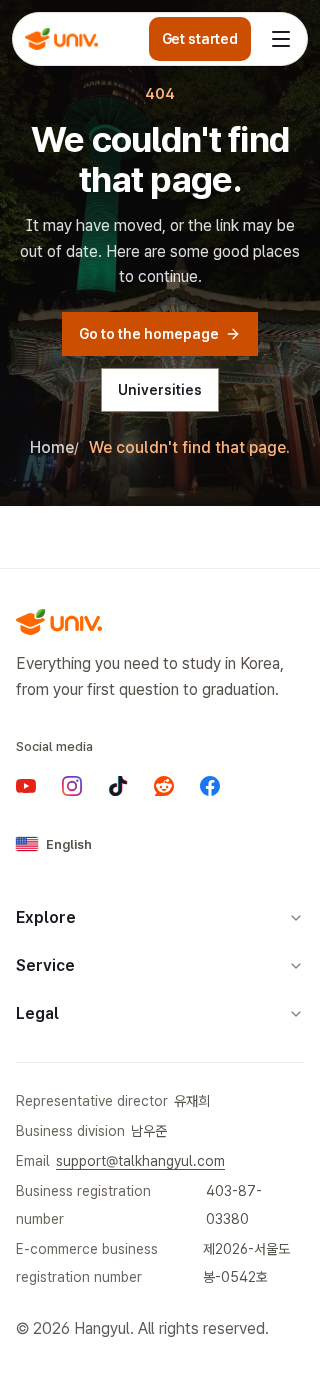 univ.
Get started
404
We couldn't find
that page.
It may have moved, or the link may be
out of date. Here are some good places
to continue.
Go to the homepage →
Universities
Home/ We couldn't find that page.
univ.
Everything you need to study in Korea,
from your first question to graduation.
Social media
English
Explore
Service
Legal
Representative director 유재희
Business division 남우준
Email support@talkhangyul.com
Business registration
number
403-87-
03380
E-commerce business
registration number
제2026-서울도
봉-0542호
© 2026 Hangyul. All rights reserved.